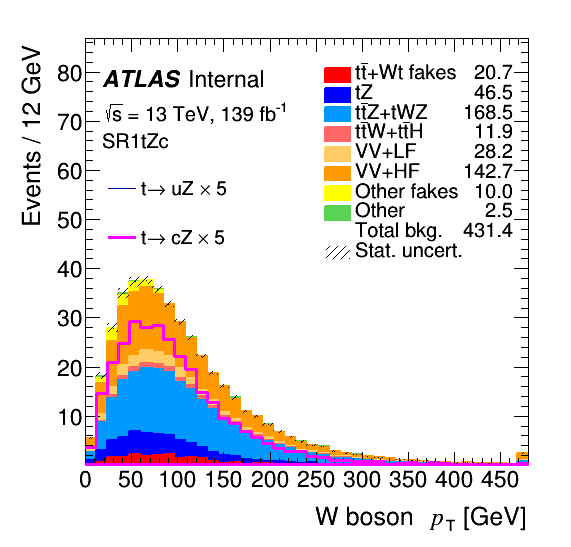 Events / 12 GeV
80
70
60
50
40
30
20
10
ATLAS Internal
√s = 13 TeV, 139 fb⁻¹
SR1tZc
t→ uZ × 5
t→ cZ × 5
tt̄+Wt fakes 20.7
tZ 46.5
tt̄Z+tWZ 168.5
tt̄W+tt̄H 11.9
VV+LF 28.2
VV+HF 142.7
Other fakes 10.0
Other 2.5
Total bkg. 431.4
Stat. uncert.
0 50 100 150 200 250 300 350 400 450
W boson p_T [GeV]